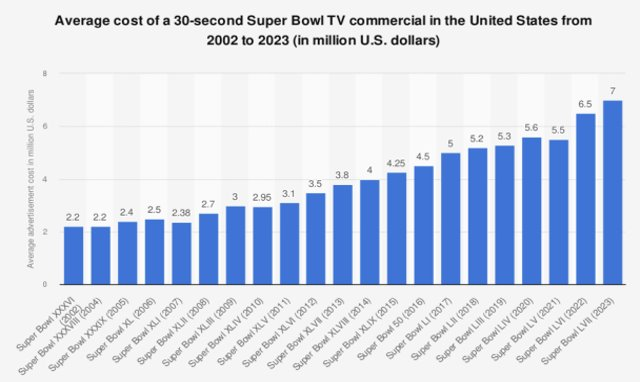 Average cost of a 30-second Super Bowl TV commercial in the United States from
2002 to 2023 (in million U.S. dollars)
Average advertisement cost in million U.S. dollars
8
6
4
2
0
2.2
2.2
2.4
2.5
2.38
2.7
3
2.95
3.1
3.5
3.8
4
4.25
4.5
5
5.2
5.3
5.6
5.5
6.5
7
Super Bowl XXXVI
(2002)
Super Bowl XXXVIII (2004)
Super Bowl XXXIX (2005)
Super Bowl XL (2006)
Super Bowl XLI (2007)
Super Bowl XLII (2008)
Super Bowl XLIII (2009)
Super Bowl XLIV (2010)
Super Bowl XLV (2011)
Super Bowl XLVI (2012)
Super Bowl XLVII (2013)
Super Bowl XLVIII (2014)
Super Bowl XLIX (2015)
Super Bowl 50 (2016)
Super Bowl LI (2017)
Super Bowl LII (2018)
Super Bowl LIII (2019)
Super Bowl LIV (2020)
Super Bowl LV (2021)
Super Bowl LVI (2022)
Super Bowl LVII (2023)